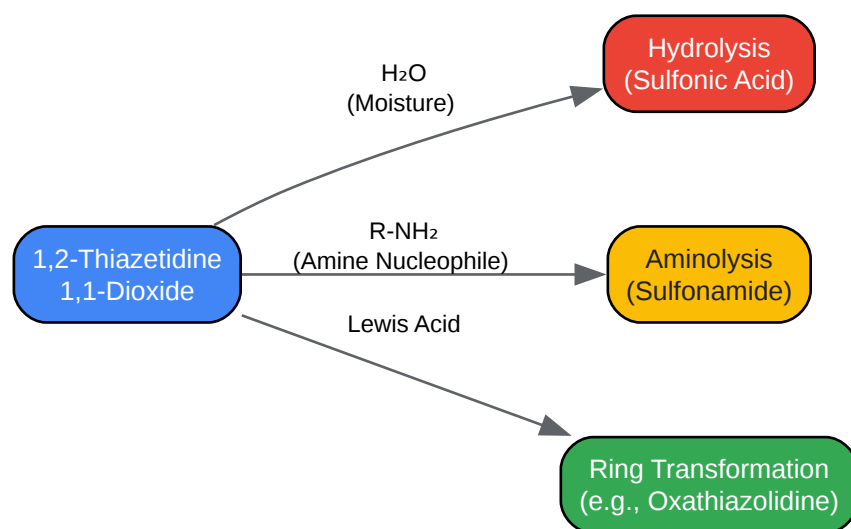 Hydrolysis
(Sulfonic Acid)
H₂O
(Moisture)
1,2-Thiazetidine
1,1-Dioxide
R-NH₂
(Amine Nucleophile)
Aminolysis
(Sulfonamide)
Lewis Acid
Ring Transformation
(e.g., Oxathiazolidine)